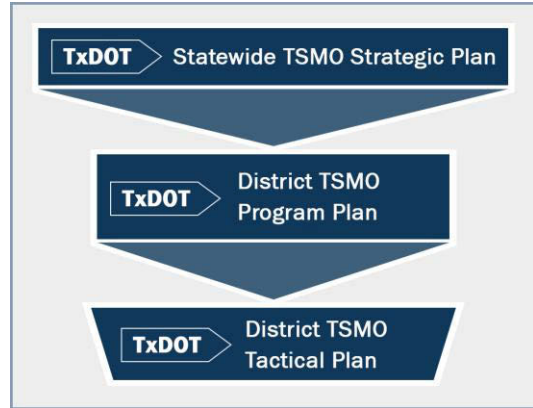 TxDOT Statewide TSMO Strategic Plan
TxDOT District TSMO
Program Plan
TxDOT District TSMO
Tactical Plan